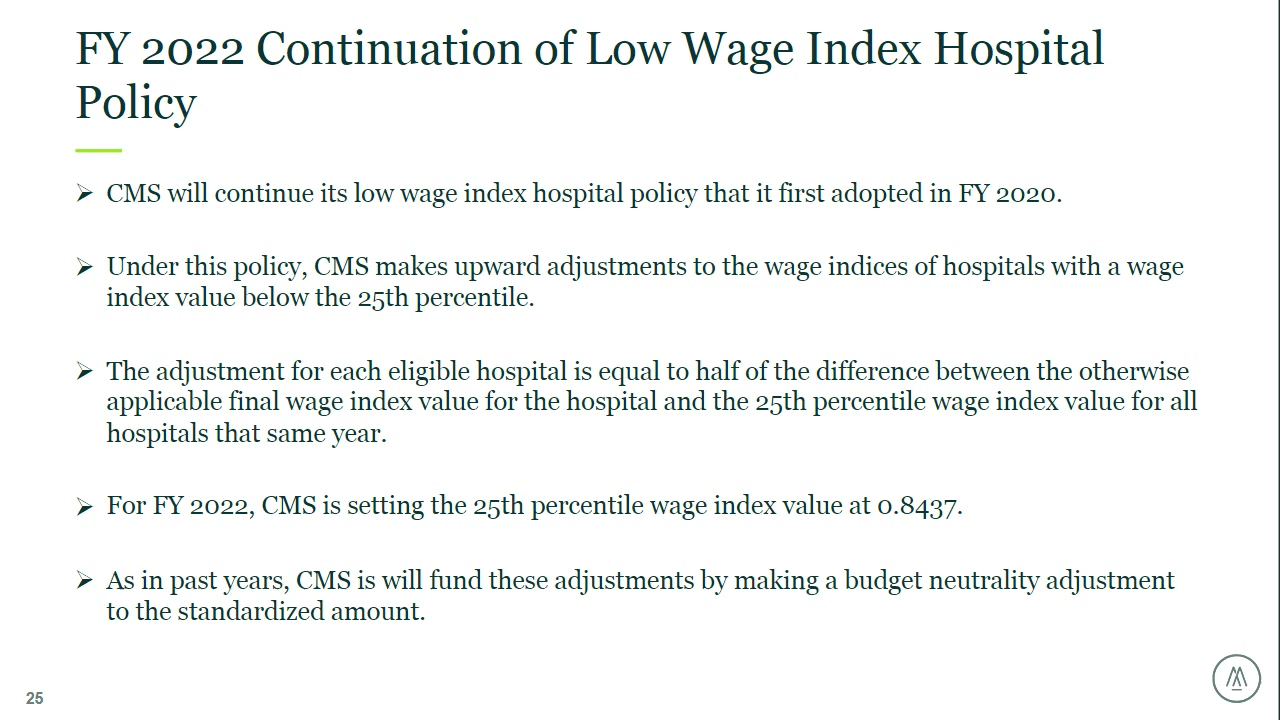 FY 2022 Continuation of Low Wage Index Hospital
Policy
➢ CMS will continue its low wage index hospital policy that it first adopted in FY 2020.
➢ Under this policy, CMS makes upward adjustments to the wage indices of hospitals with a wage
index value below the 25th percentile.
➢ The adjustment for each eligible hospital is equal to half of the difference between the otherwise
applicable final wage index value for the hospital and the 25th percentile wage index value for all
hospitals that same year.
➢ For FY 2022, CMS is setting the 25th percentile wage index value at 0.8437.
➢ As in past years, CMS is will fund these adjustments by making a budget neutrality adjustment
to the standardized amount.
25